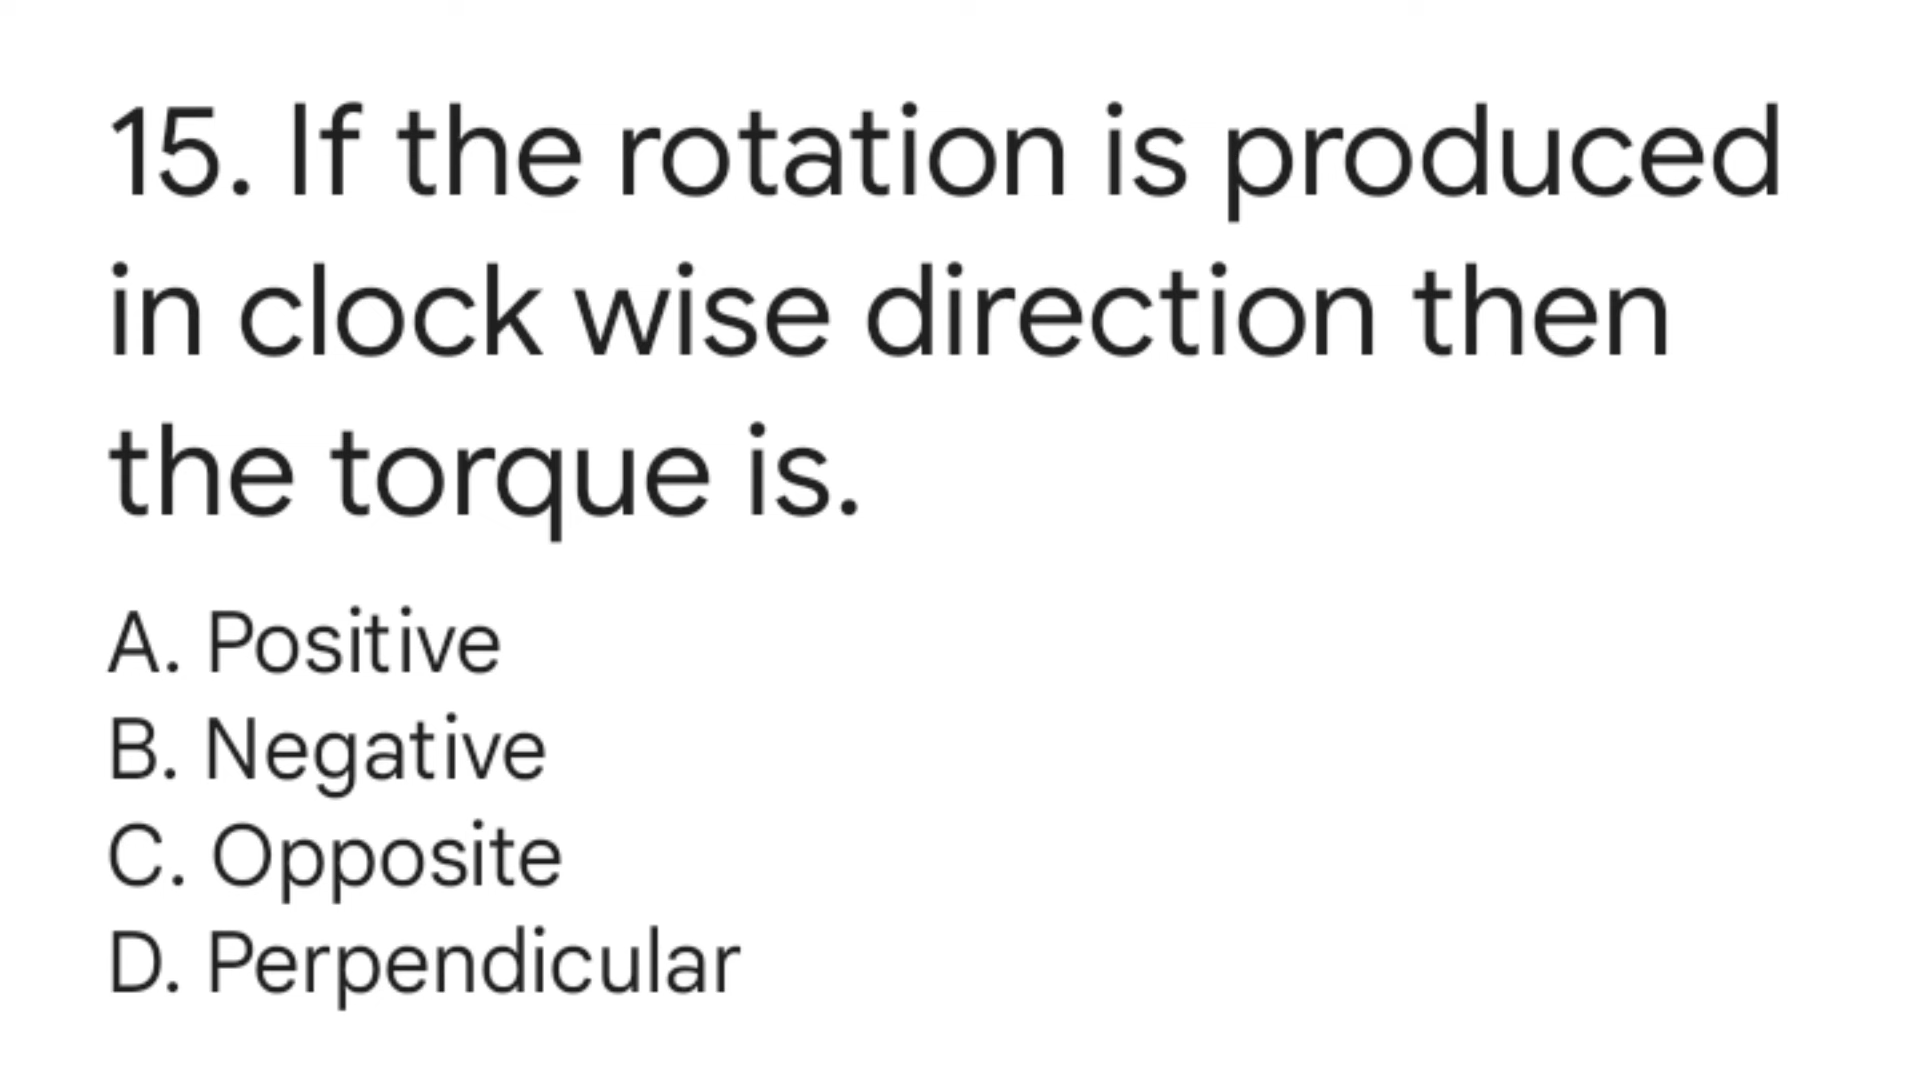 15. If the rotation is produced
in clock wise direction then
the torque is.
A. Positive
B. Negative
C. Opposite
D. Perpendicular